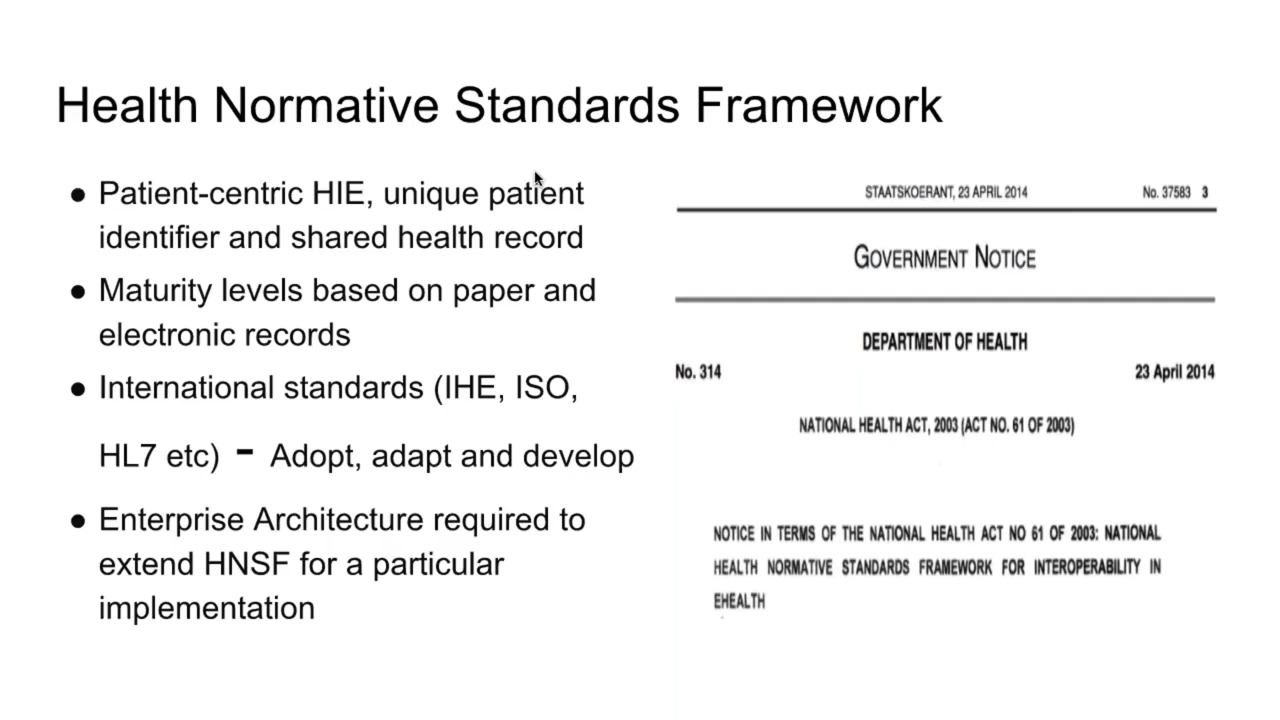 Health Normative Standards Framework
● Patient-centric HIE, unique patient
identifier and shared health record
● Maturity levels based on paper and
electronic records
● International standards (IHE, ISO,
HL7 etc) - Adopt, adapt and develop
● Enterprise Architecture required to
extend HNSF for a particular
implementation
STAATSKOERANT, 23 APRIL 2014 No. 37583 3
GOVERNMENT NOTICE
DEPARTMENT OF HEALTH
No. 314 23 April 2014
NATIONAL HEALTH ACT, 2003 (ACT NO. 61 OF 2003)
NOTICE IN TERMS OF THE NATIONAL HEALTH ACT NO 61 OF 2003: NATIONAL
HEALTH NORMATIVE STANDARDS FRAMEWORK FOR INTEROPERABILITY IN
EHEALTH